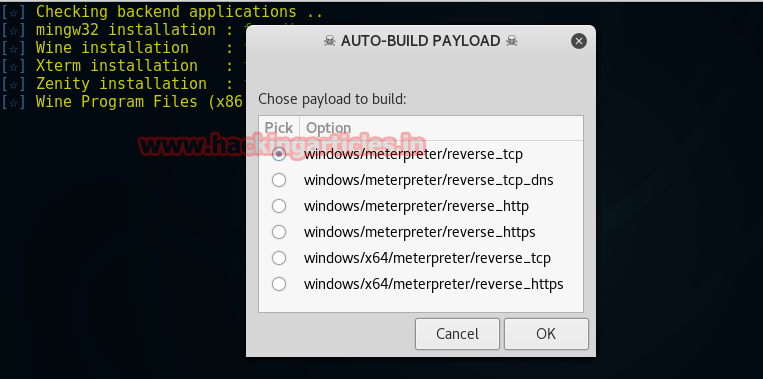 [☆] Checking backend applications ..
[☆] mingw32 installation :
[☆] Wine installation :
[☆] Xterm installation :
[☆] Zenity installation :
[☆] Wine Program Files (x86
☠ AUTO-BUILD PAYLOAD ☠
Chose payload to build:
Pick Option
www.hackingarticles.in
windows/meterpreter/reverse_tcp
windows/meterpreter/reverse_tcp_dns
windows/meterpreter/reverse_http
windows/meterpreter/reverse_https
windows/x64/meterpreter/reverse_tcp
windows/x64/meterpreter/reverse_https
Cancel OK